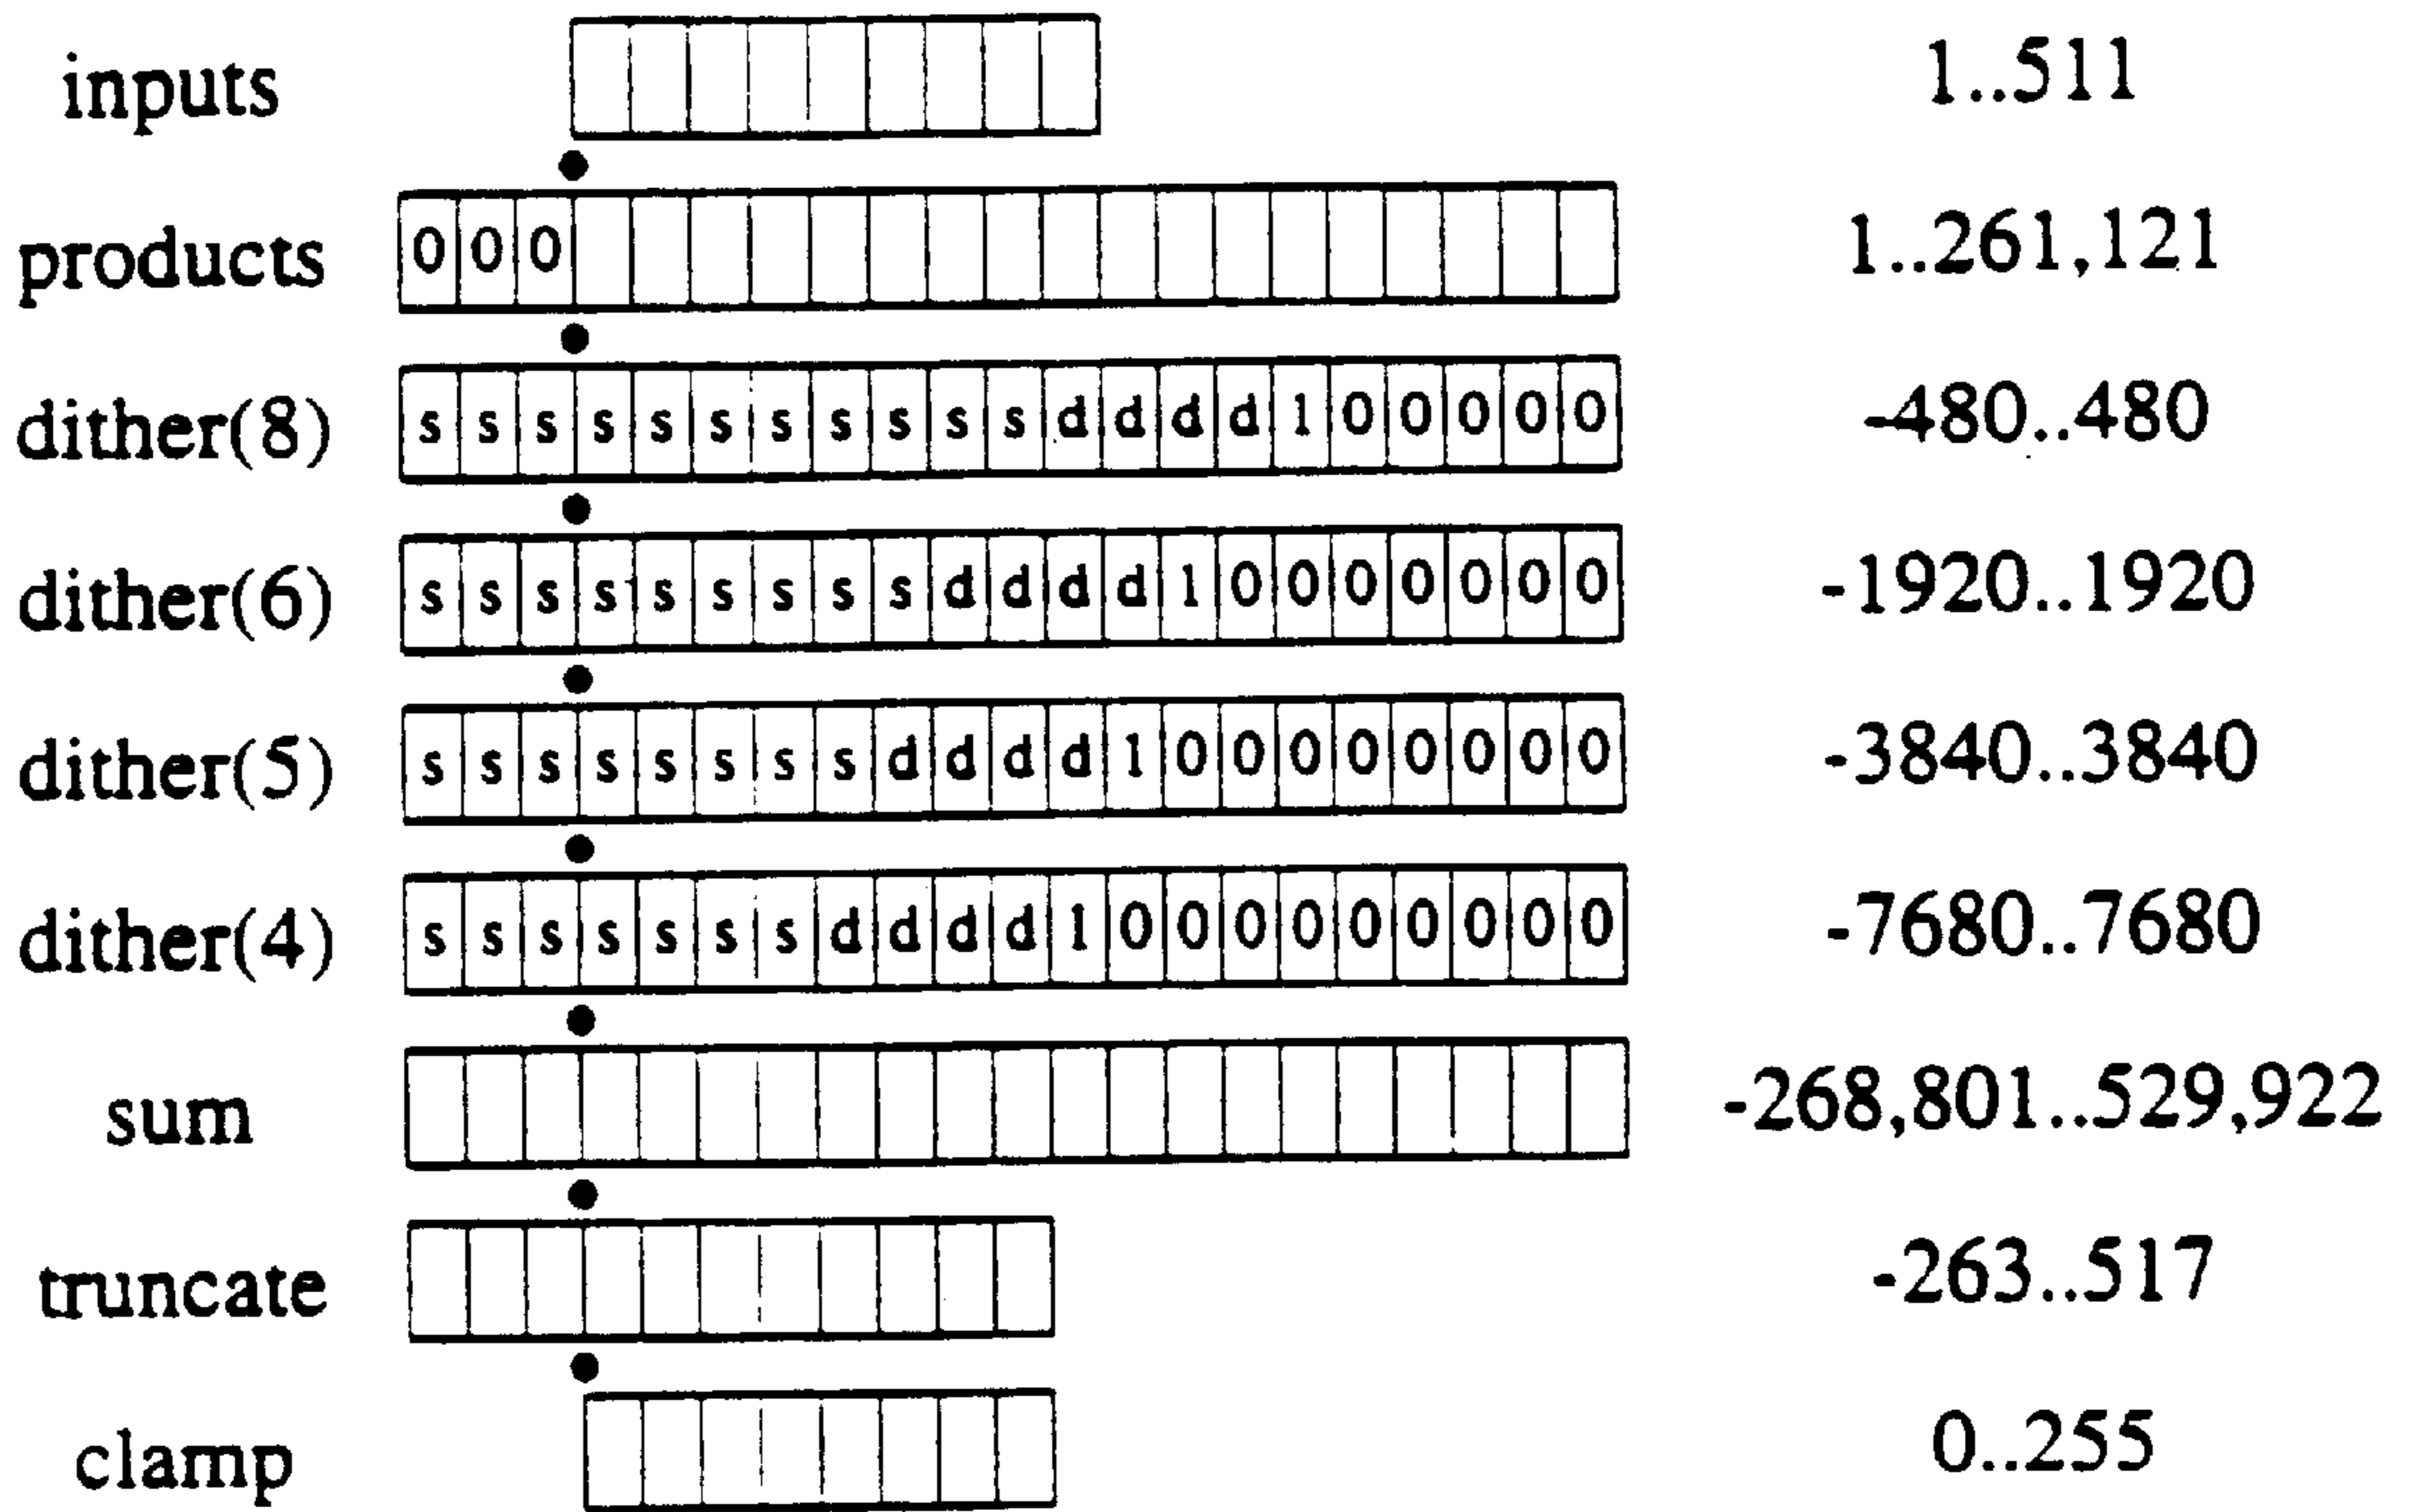 inputs 1..511
products 0 0 0 1..261,121
dither(8) s s s s s s s s s s s d d d d 1 0 0 0 0 0 -480..480
dither(6) s s s s s s s s s d d d d 1 0 0 0 0 0 0 0 -1920..1920
dither(5) s s s s s s s s d d d d 1 0 0 0 0 0 0 0 0 -3840..3840
dither(4) s s s s s s s d d d d 1 0 0 0 0 0 0 0 0 0 -7680..7680
sum -268,801..529,922
truncate -263..517
clamp 0..255